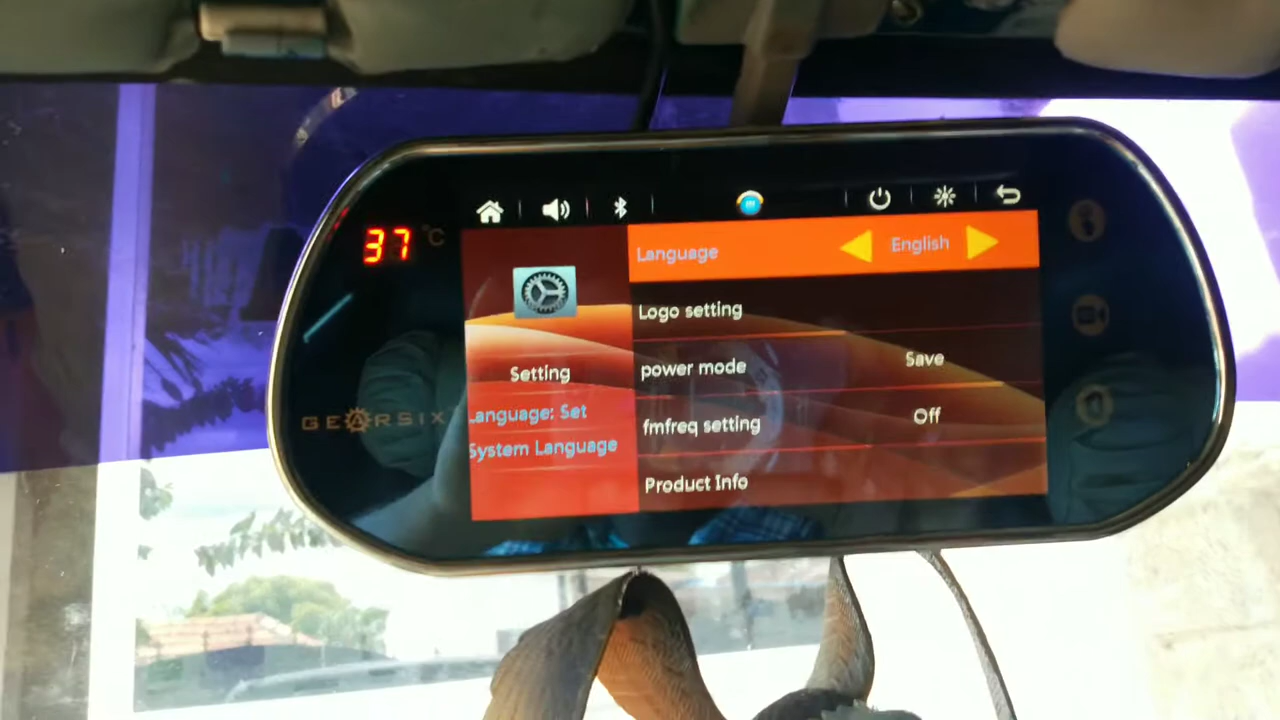 37 °C
GEARSIX
Language English
Logo setting
power mode Save
fmfreq setting Off
Product Info
Setting
Language: Set
System Language